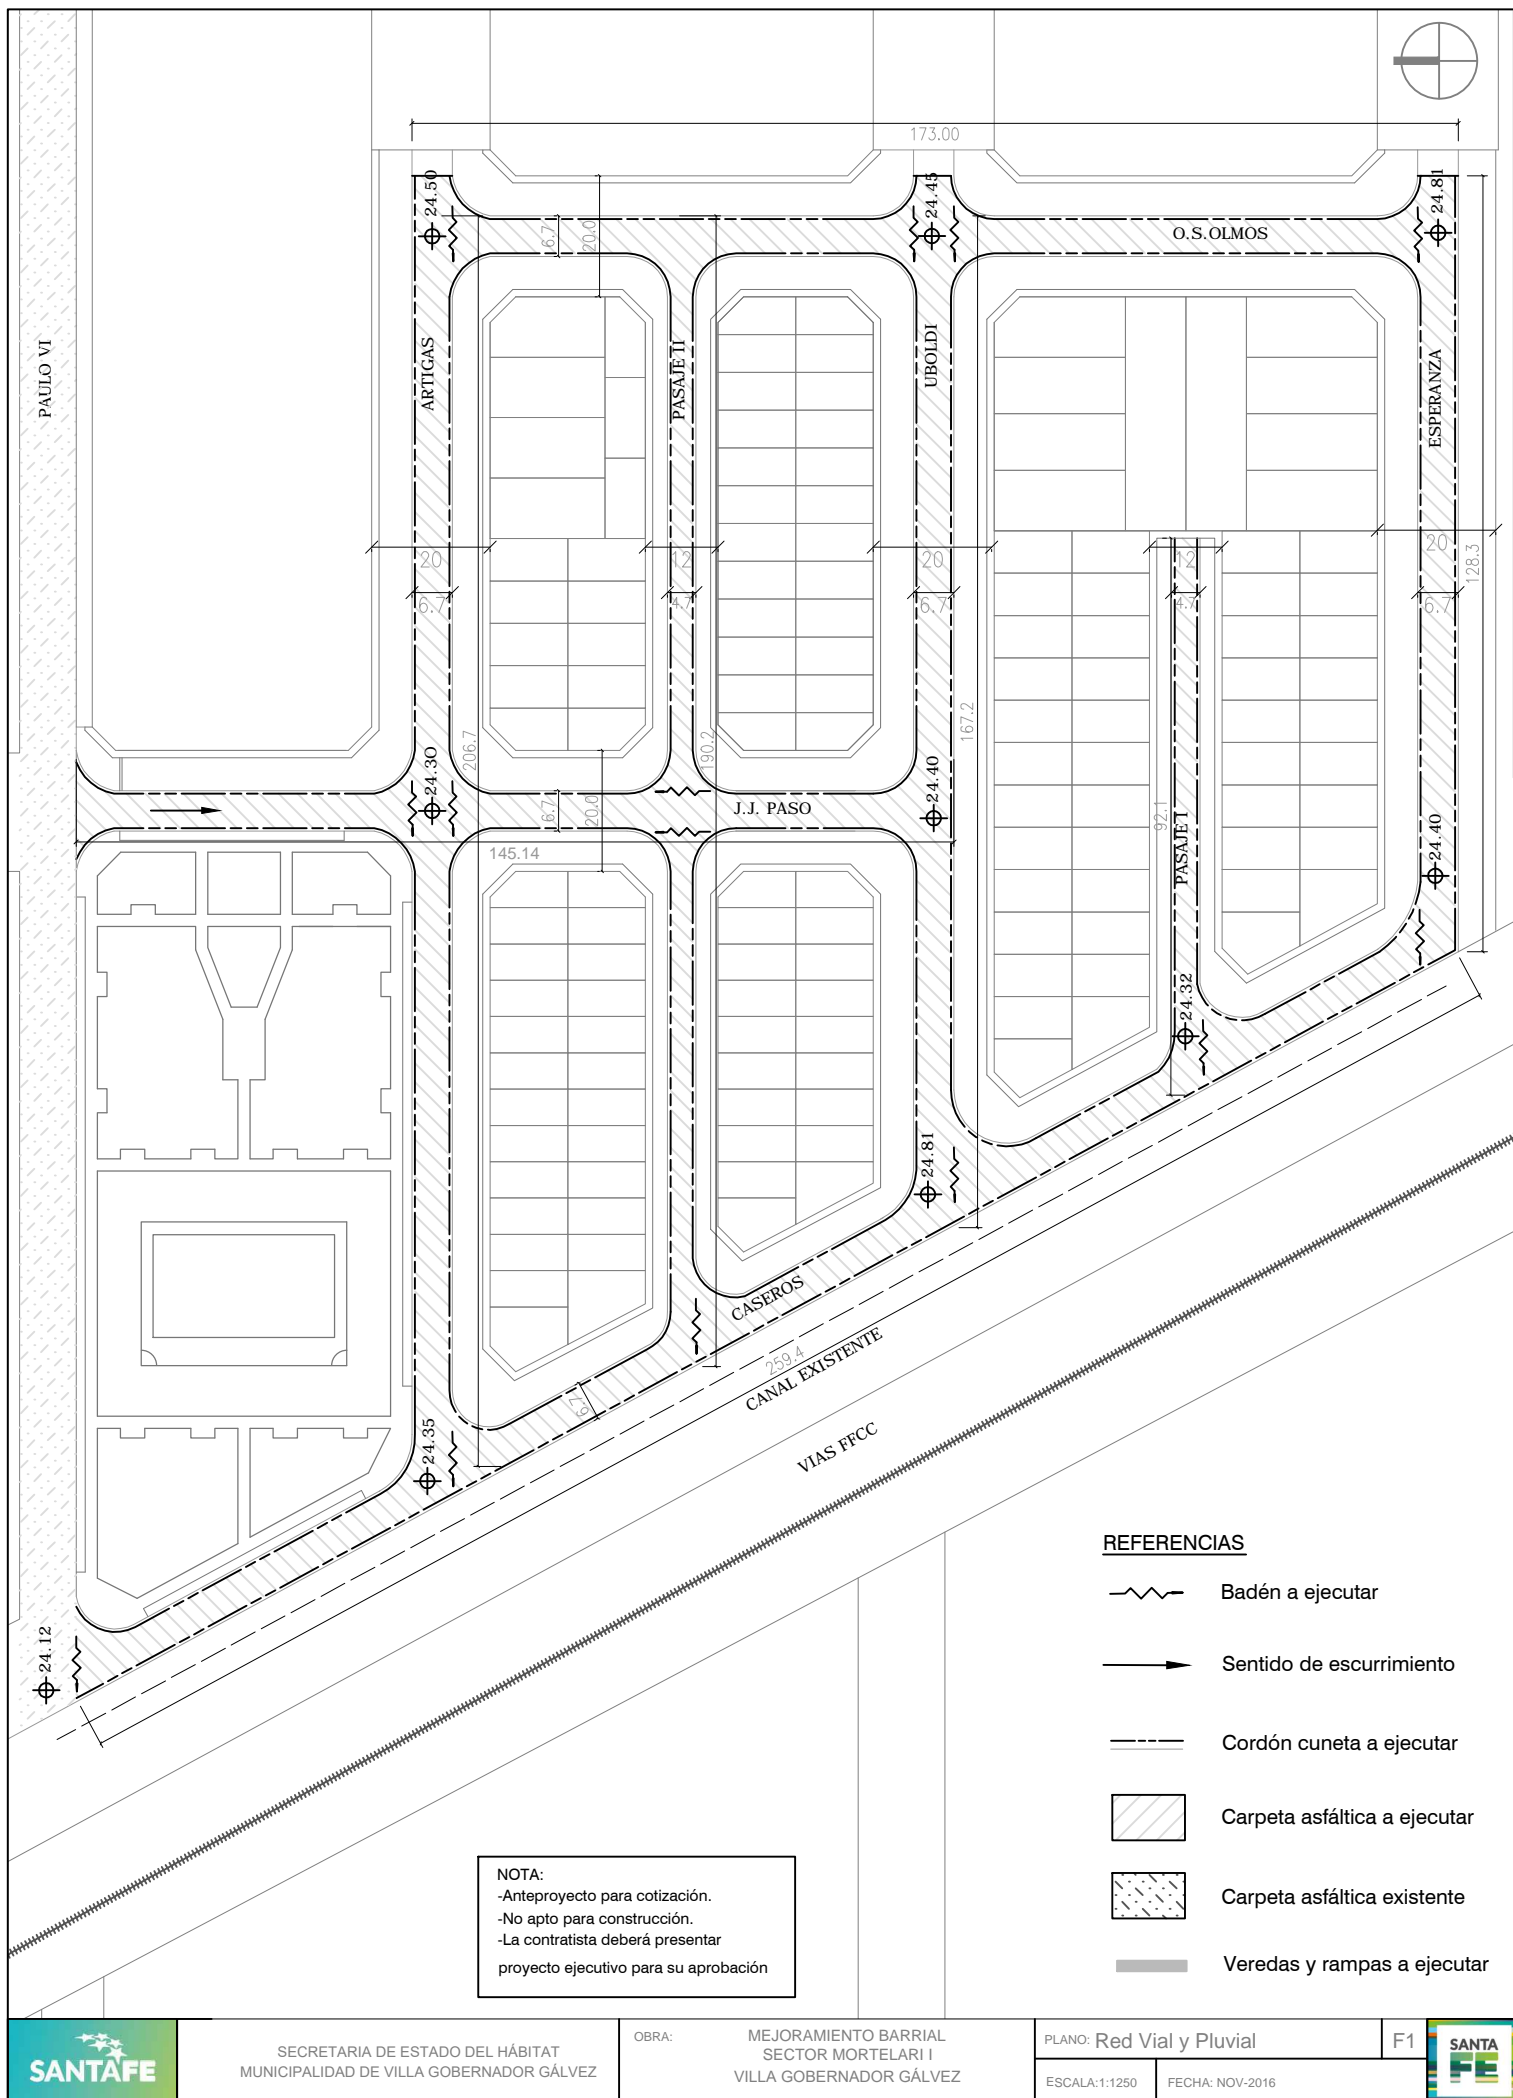 173.00
24.50
24.45
24.81
O.S.OLMOS
6.7
20.0
PAULO VI
ARTIGAS
PASAJE II
UBOLDI
ESPERANZA
20
12
20
12
20
6.7
4.7
6.7
4.7
6.7
128.3
206.7
190.2
167.2
92.1
24.30
24.40
6.7
20.0
J.J. PASO
145.14
PASAJE I
24.40
24.32
24.81
CASEROS
259.4
CANAL EXISTENTE
6.7
VIAS FFCC
24.35
24.12
REFERENCIAS
Badén a ejecutar
Sentido de escurrimiento
Cordón cuneta a ejecutar
Carpeta asfáltica a ejecutar
Carpeta asfáltica existente
Veredas y rampas a ejecutar
NOTA:
-Anteproyecto para cotización.
-No apto para construcción.
-La contratista deberá presentar
proyecto ejecutivo para su aprobación
SANTAFE
SECRETARIA DE ESTADO DEL HÁBITAT
MUNICIPALIDAD DE VILLA GOBERNADOR GÁLVEZ
OBRA:
MEJORAMIENTO BARRIAL
SECTOR MORTELARI I
VILLA GOBERNADOR GÁLVEZ
PLANO: Red Vial y Pluvial
F1
ESCALA:1:1250
FECHA: NOV-2016
SANTA
FE